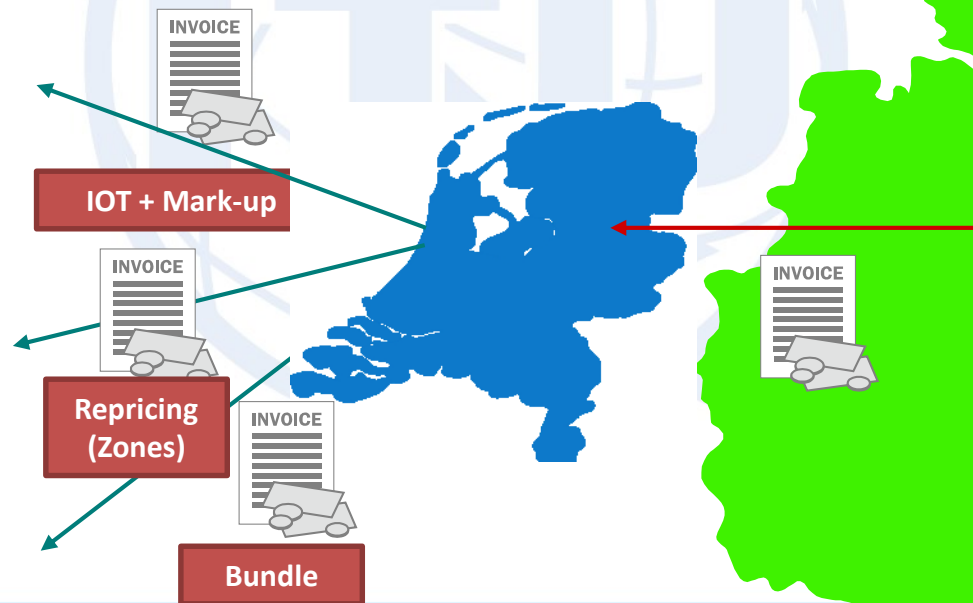 INVOICE
IOT + Mark-up
INVOICE
INVOICE
Repricing
(Zones)
INVOICE
Bundle